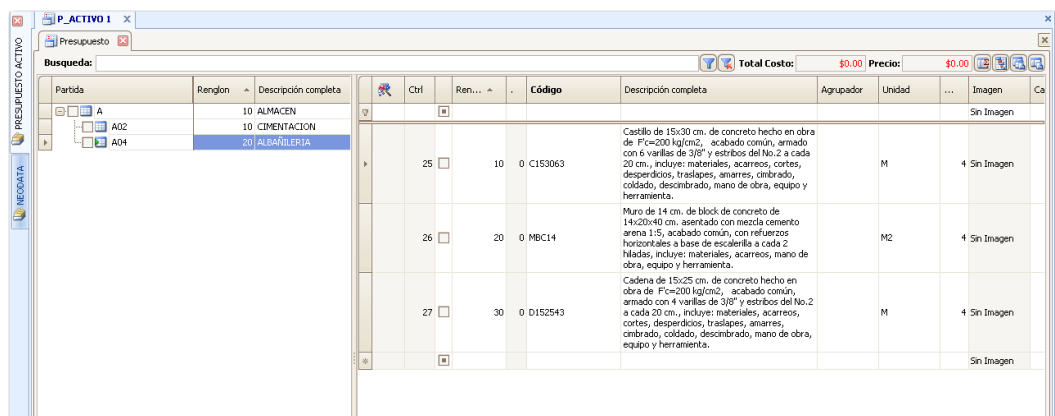 P_ACTIVO 1 X
Presupuesto
Busqueda: Total Costo: $0.00 Precio: $0.00
PRESUPUESTO ACTIVO
NEODATA
Partida Renglon Descripción completa
A 10 ALMACEN
A02 10 CIMENTACION
A04 20 ALBAÑILERIA
Ctrl Ren... . Código Descripción completa Agrupador Unidad ... Imagen Ca
Sin Imagen
25 10 0 C153063 M 4 Sin Imagen
Castillo de 15x30 cm. de concreto hecho en obra
de F'c=200 kg/cm2, acabado común, armado
con 6 varillas de 3/8" y estribos del No.2 a cada
20 cm., incluye: materiales, acarreos, cortes,
desperdicios, traslapes, amarres, cimbrado,
coldado, descimbrado, mano de obra, equipo y
herramienta.
26 20 0 MBC14 M2 4 Sin Imagen
Muro de 14 cm. de block de concreto de
14x20x40 cm. asentado con mezcla cemento
arena 1:5, acabado común, con refuerzos
horizontales a base de escalerilla a cada 2
hiladas, incluye: materiales, acarreos, mano de
obra, equipo y herramienta.
27 30 0 D152543 M 4 Sin Imagen
Cadena de 15x25 cm. de concreto hecho en
obra de F'c=200 kg/cm2, acabado común,
armado con 4 varillas de 3/8" y estribos del No.2
a cada 20 cm., incluye: materiales, acarreos,
cortes, desperdicios, traslapes, amarres,
cimbrado, coldado, descimbrado, mano de obra,
equipo y herramienta.
Sin Imagen